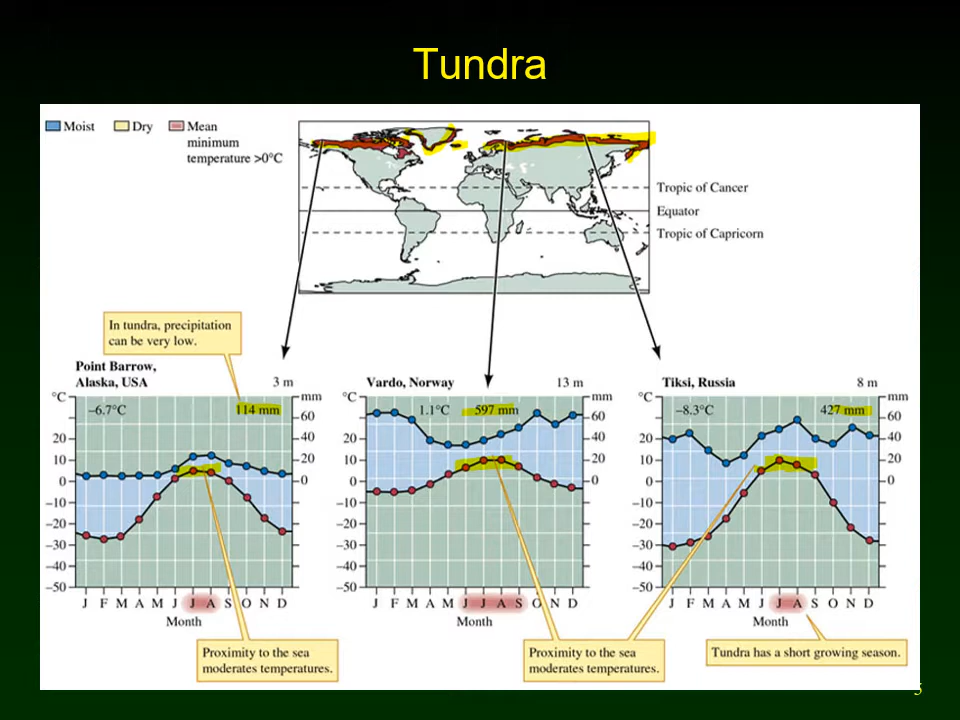 Tundra
Moist
Dry
Mean
minimum
temperature >0°C
Tropic of Cancer
Equator
Tropic of Capricorn
In tundra, precipitation
can be very low.
Point Barrow,
Alaska, USA
3 m
°C
mm
–6.7°C
114 mm
20
10
0
–10
–20
–30
–40
–50
60
40
20
0
J F M A M J J A S O N D
Month
Vardo, Norway
13 m
°C
mm
1.1°C
597 mm
20
10
0
–10
–20
–30
–40
–50
60
40
20
0
J F M A M J J A S O N D
Month
Tiksi, Russia
8 m
°C
mm
–8.3°C
427 mm
20
10
0
–10
–20
–30
–40
–50
60
40
20
0
J F M A M J J A S O N D
Month
Proximity to the sea
moderates temperatures.
Proximity to the sea
moderates temperatures.
Tundra has a short growing season.
5